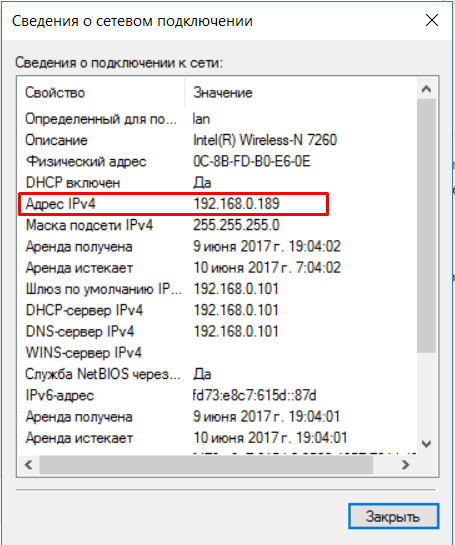 Сведения о сетевом подключении
Сведения о подключении к сети:
Свойство Значение
Определенный для по... lan
Описание Intel(R) Wireless-N 7260
Физический адрес 0C-8B-FD-B0-E6-0E
DHCP включен Да
Адрес IPv4 192.168.0.189
Маска подсети IPv4 255.255.255.0
Аренда получена 9 июня 2017 г. 19:04:02
Аренда истекает 10 июня 2017 г. 7:04:02
Шлюз по умолчанию IP... 192.168.0.101
DHCP-сервер IPv4 192.168.0.101
DNS-сервер IPv4 192.168.0.101
WINS-сервер IPv4
Служба NetBIOS через... Да
IPv6-адрес fd73:e8c7:615d::87d
Аренда получена 9 июня 2017 г. 19:04:01
Аренда истекает 10 июня 2017 г. 19:04:01
Закрыть